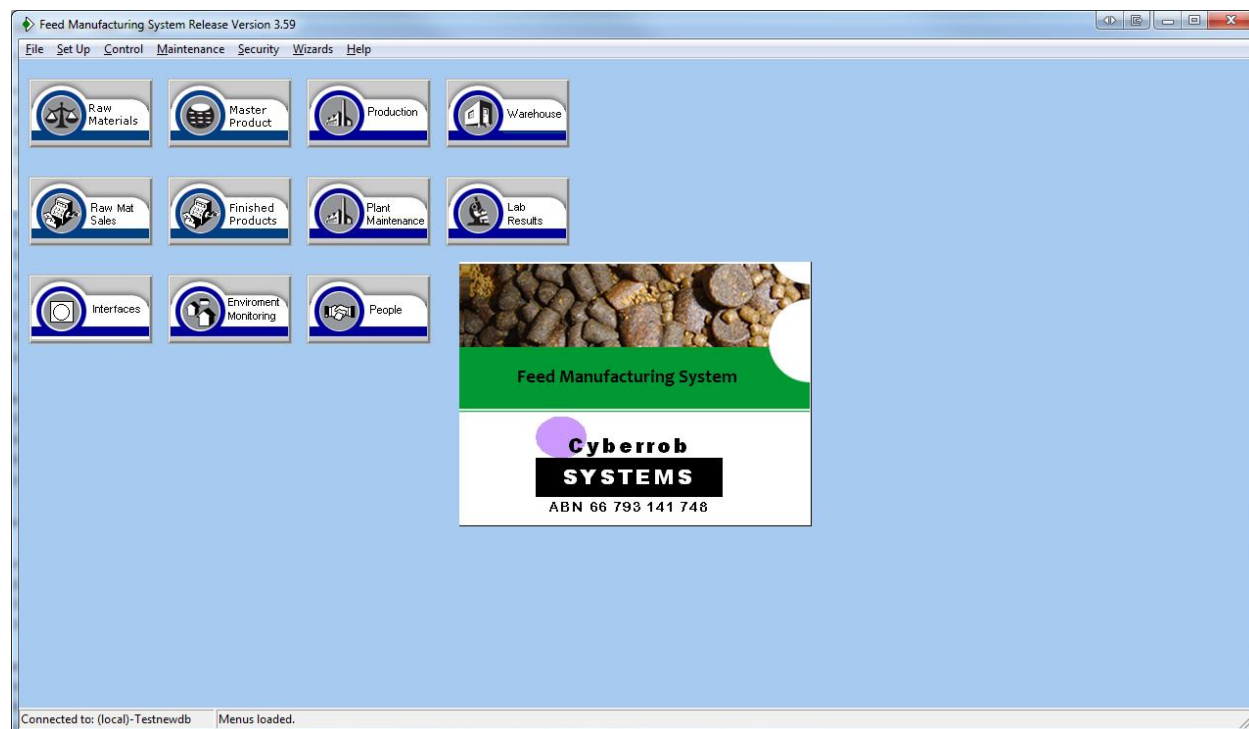 Feed Manufacturing System Release Version 3.59
File Set Up Control Maintenance Security Wizards Help
Raw
Materials
Master
Product
Production
Warehouse
Raw Mat
Sales
Finished
Products
Plant
Maintenance
Lab
Results
Interfaces
Enviroment
Monitoring
People
Feed Manufacturing System
Cyberrob
SYSTEMS
ABN 66 793 141 748
Connected to: (local)-Testnewdb Menus loaded.